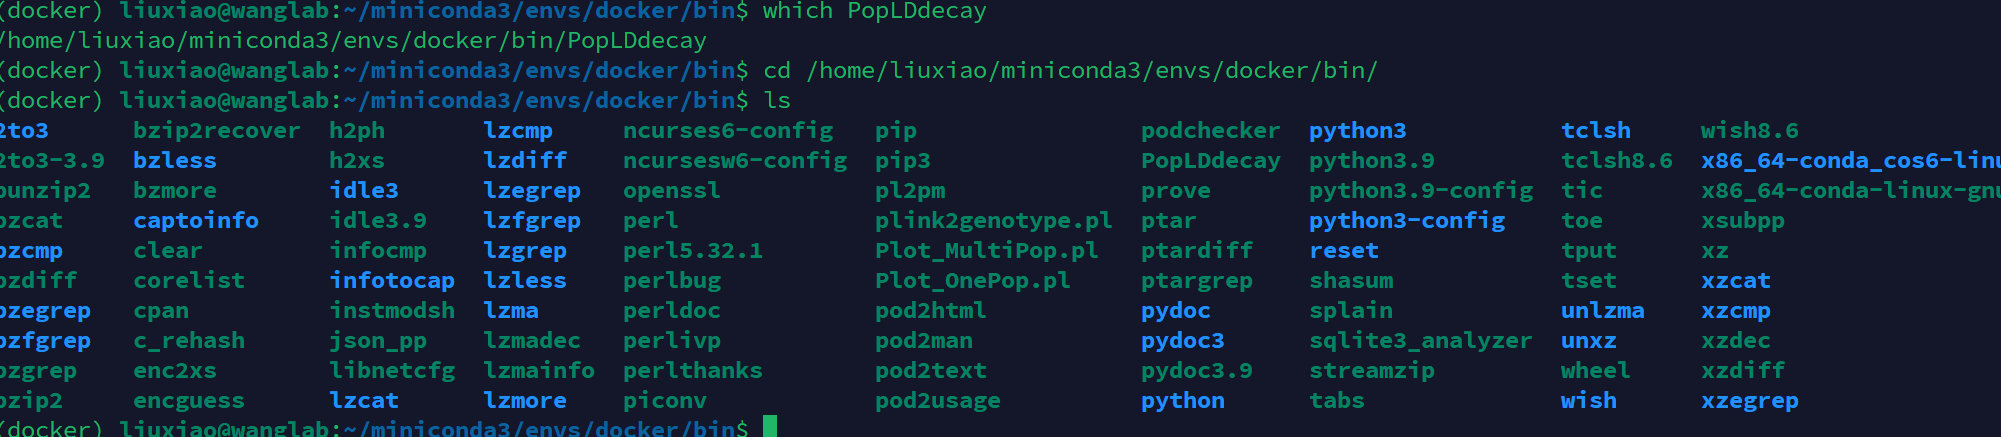 (docker) liuxiao@wanglab:~/miniconda3/envs/docker/bin$ which PopLDdecay
/home/liuxiao/miniconda3/envs/docker/bin/PopLDdecay
(docker) liuxiao@wanglab:~/miniconda3/envs/docker/bin$ cd /home/liuxiao/miniconda3/envs/docker/bin/
(docker) liuxiao@wanglab:~/miniconda3/envs/docker/bin$ ls
2to3 bzip2recover h2ph lzcmp ncurses6-config pip podchecker python3 tclsh wish8.6
2to3-3.9 bzless h2xs lzdiff ncursesw6-config pip3 PopLDdecay python3.9 tclsh8.6 x86_64-conda_cos6-linu
bunzip2 bzmore idle3 lzegrep openssl pl2pm prove python3.9-config tic x86_64-conda-linux-gnu
bzcat captoinfo idle3.9 lzfgrep perl plink2genotype.pl ptar python3-config toe xsubpp
bzcmp clear infocmp lzgrep perl5.32.1 Plot_MultiPop.pl ptardiff reset tput xz
bzdiff corelist infotocap lzless perlbug Plot_OnePop.pl ptargrep shasum tset xzcat
bzegrep cpan instmodsh lzma perldoc pod2html pydoc splain unlzma xzcmp
bzfgrep c_rehash json_pp lzmadec perlivp pod2man pydoc3 sqlite3_analyzer unxz xzdec
bzgrep enc2xs libnetcfg lzmainfo perlthanks pod2text pydoc3.9 streamzip wheel xzdiff
bzip2 encguess lzcat lzmore piconv pod2usage python tabs wish xzegrep
(docker) liuxiao@wanglab:~/miniconda3/envs/docker/bin$